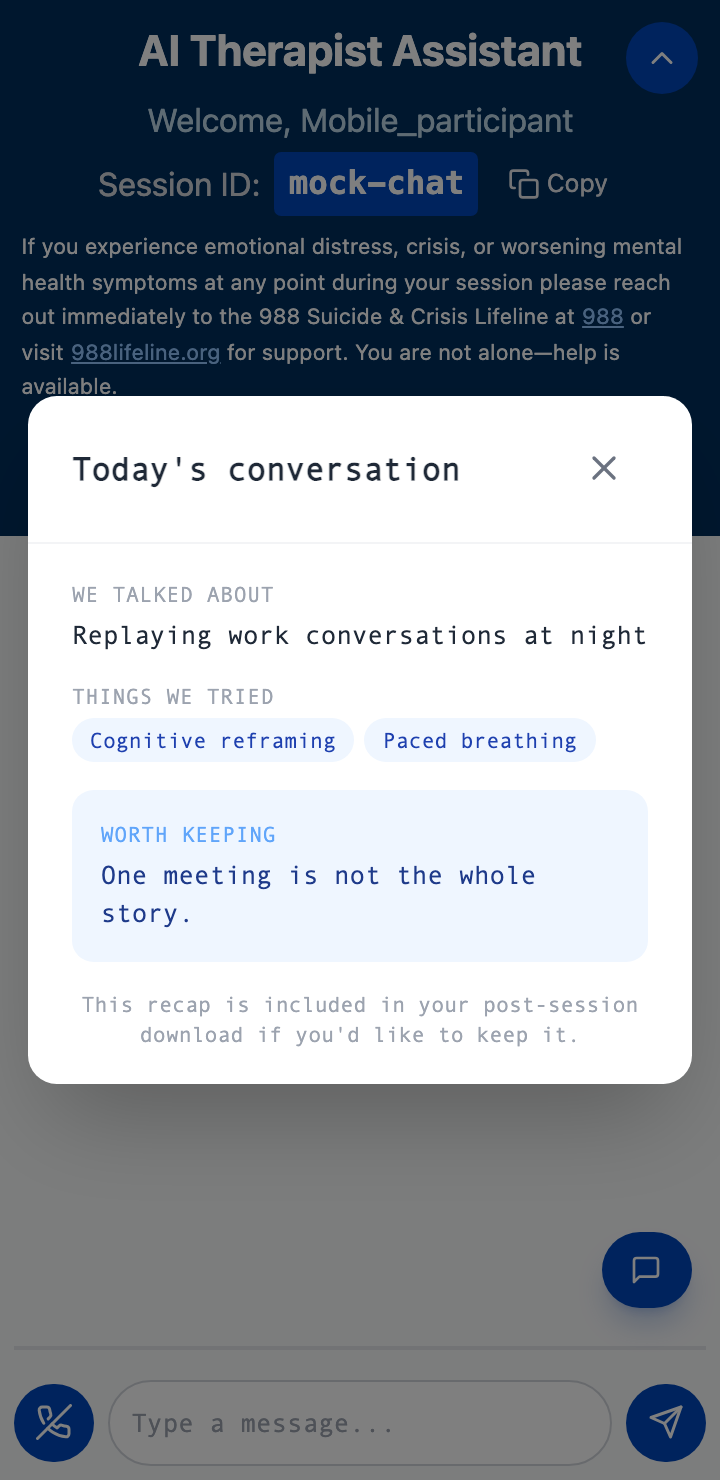 AI Therapist Assistant
Welcome, Mobile_participant
Session ID: mock-chat Copy
If you experience emotional distress, crisis, or worsening mental
health symptoms at any point during your session please reach
out immediately to the 988 Suicide & Crisis Lifeline at 988 or
visit 988lifeline.org for support. You are not alone—help is
available.
Today's conversation
WE TALKED ABOUT
Replaying work conversations at night
THINGS WE TRIED
Cognitive reframing Paced breathing
WORTH KEEPING
One meeting is not the whole
story.
This recap is included in your post-session
download if you'd like to keep it.
Type a message...